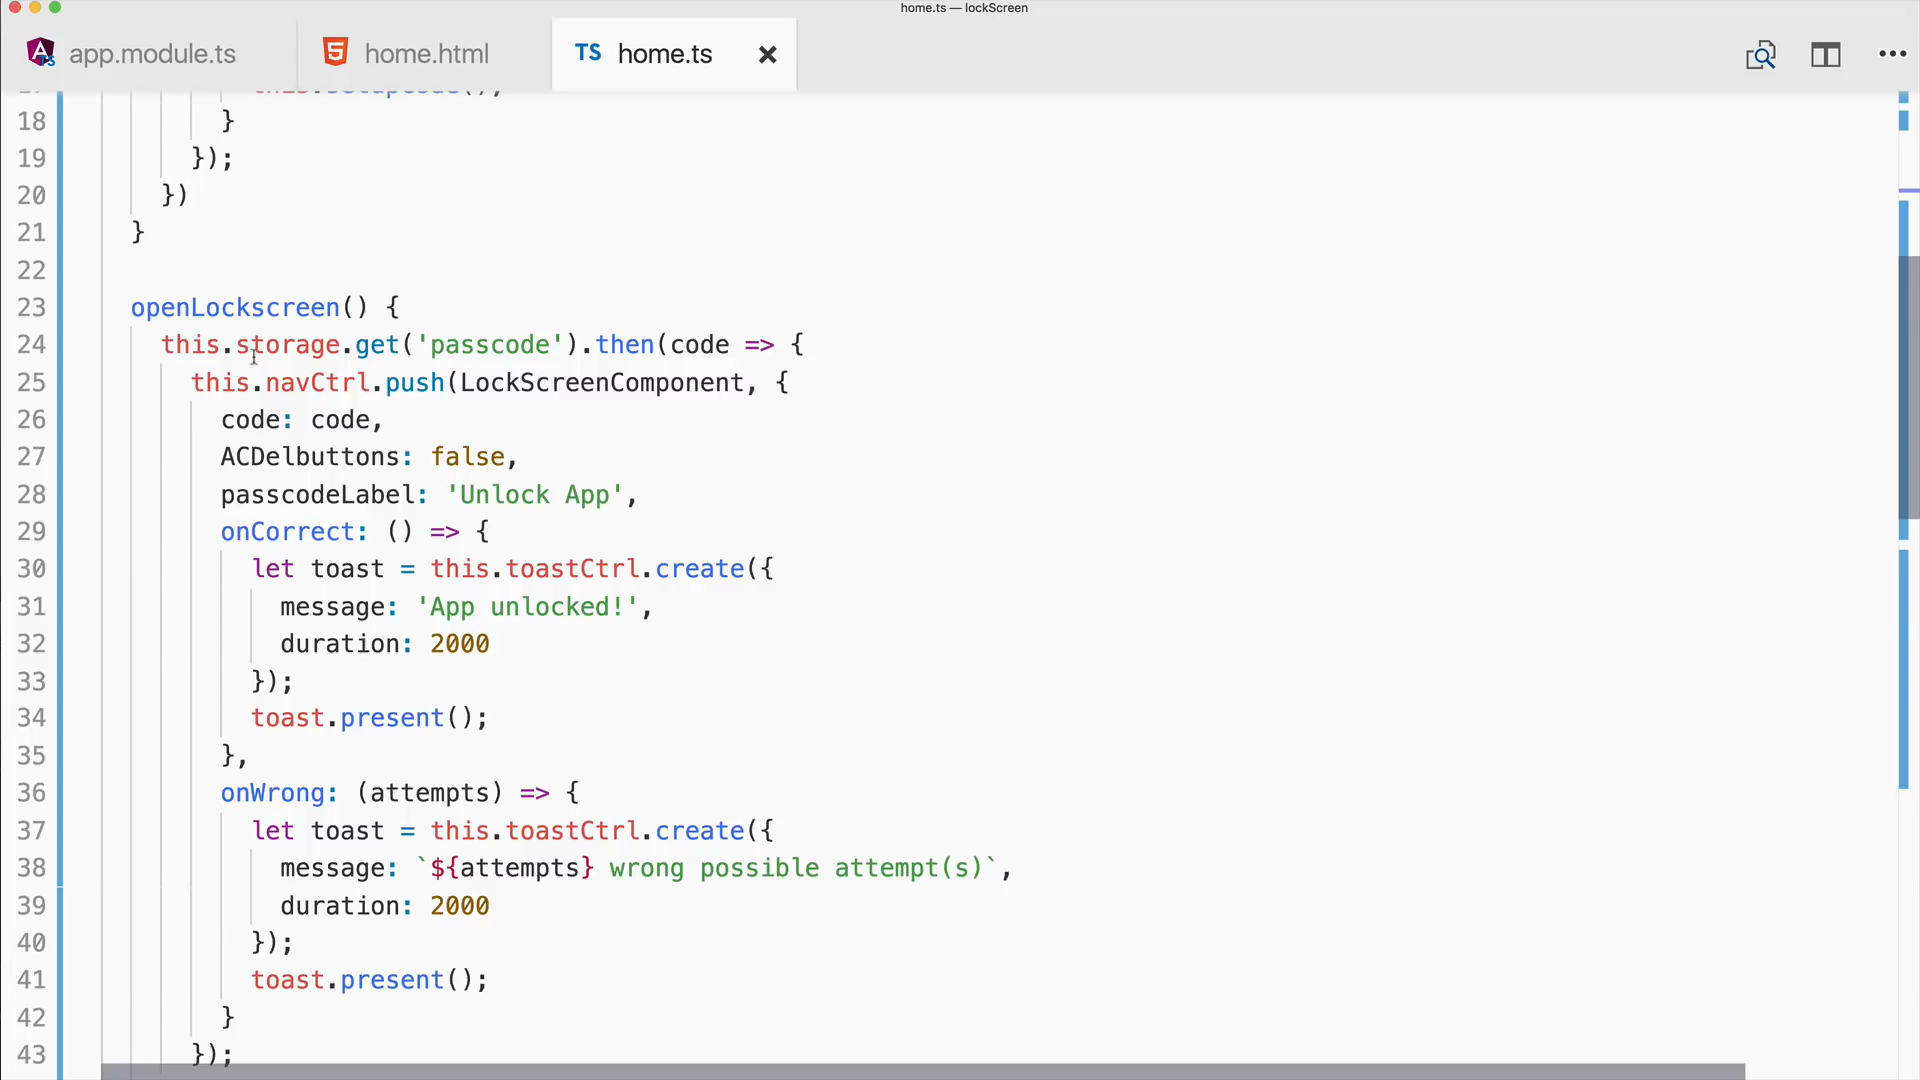 home.ts — lockScreen
app.module.ts
home.html
TS home.ts
18 }
19 });
20 })
21 }
22
23 openLockscreen() {
24 this.storage.get('passcode').then(code => {
25 this.navCtrl.push(LockScreenComponent, {
26 code: code,
27 ACDelbuttons: false,
28 passcodeLabel: 'Unlock App',
29 onCorrect: () => {
30 let toast = this.toastCtrl.create({
31 message: 'App unlocked!',
32 duration: 2000
33 });
34 toast.present();
35 },
36 onWrong: (attempts) => {
37 let toast = this.toastCtrl.create({
38 message: `${attempts} wrong possible attempt(s)`,
39 duration: 2000
40 });
41 toast.present();
42 }
43 });